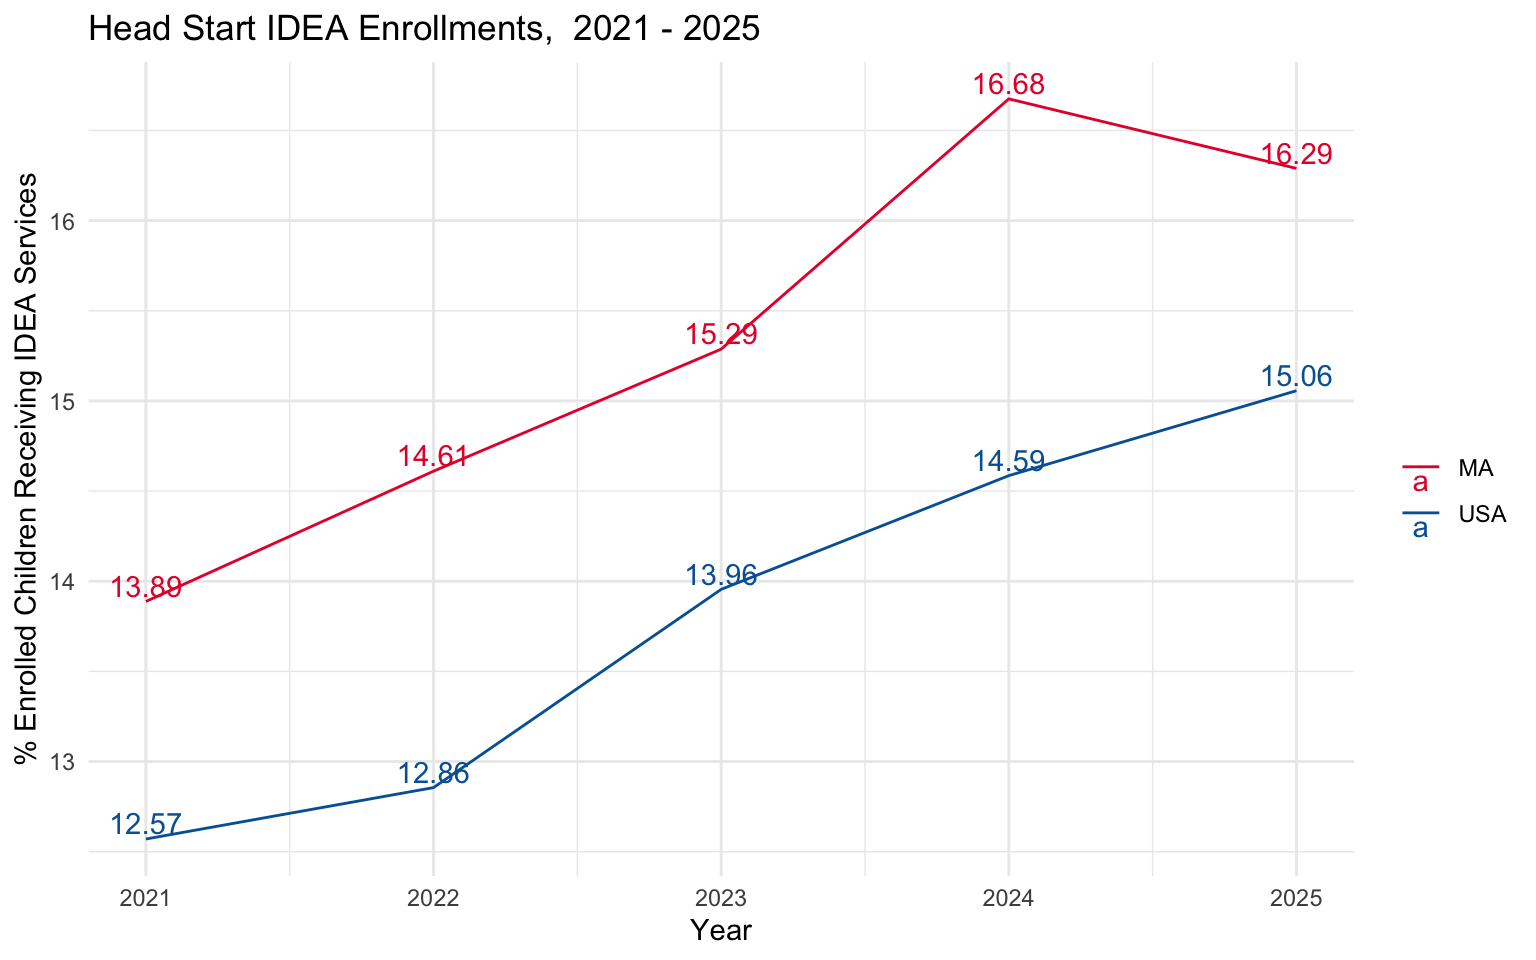 Head Start IDEA Enrollments,  2021 - 2025
% Enrolled Children Receiving IDEA Services
16
15
14
13
13.89
14.61
15.29
16.68
16.29
12.57
12.86
13.96
14.59
15.06
2021 2022 2023 2024 2025
Year
a MA
a USA